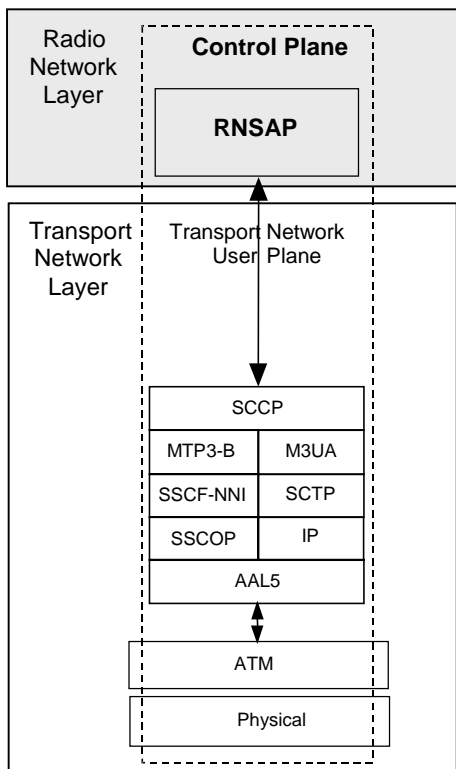 Radio
Network
Layer
Control Plane
RNSAP
Transport
Network
Layer
Transport Network
User Plane
SCCP
MTP3-B
M3UA
SSCF-NNI
SCTP
SSCOP
IP
AAL5
ATM
Physical